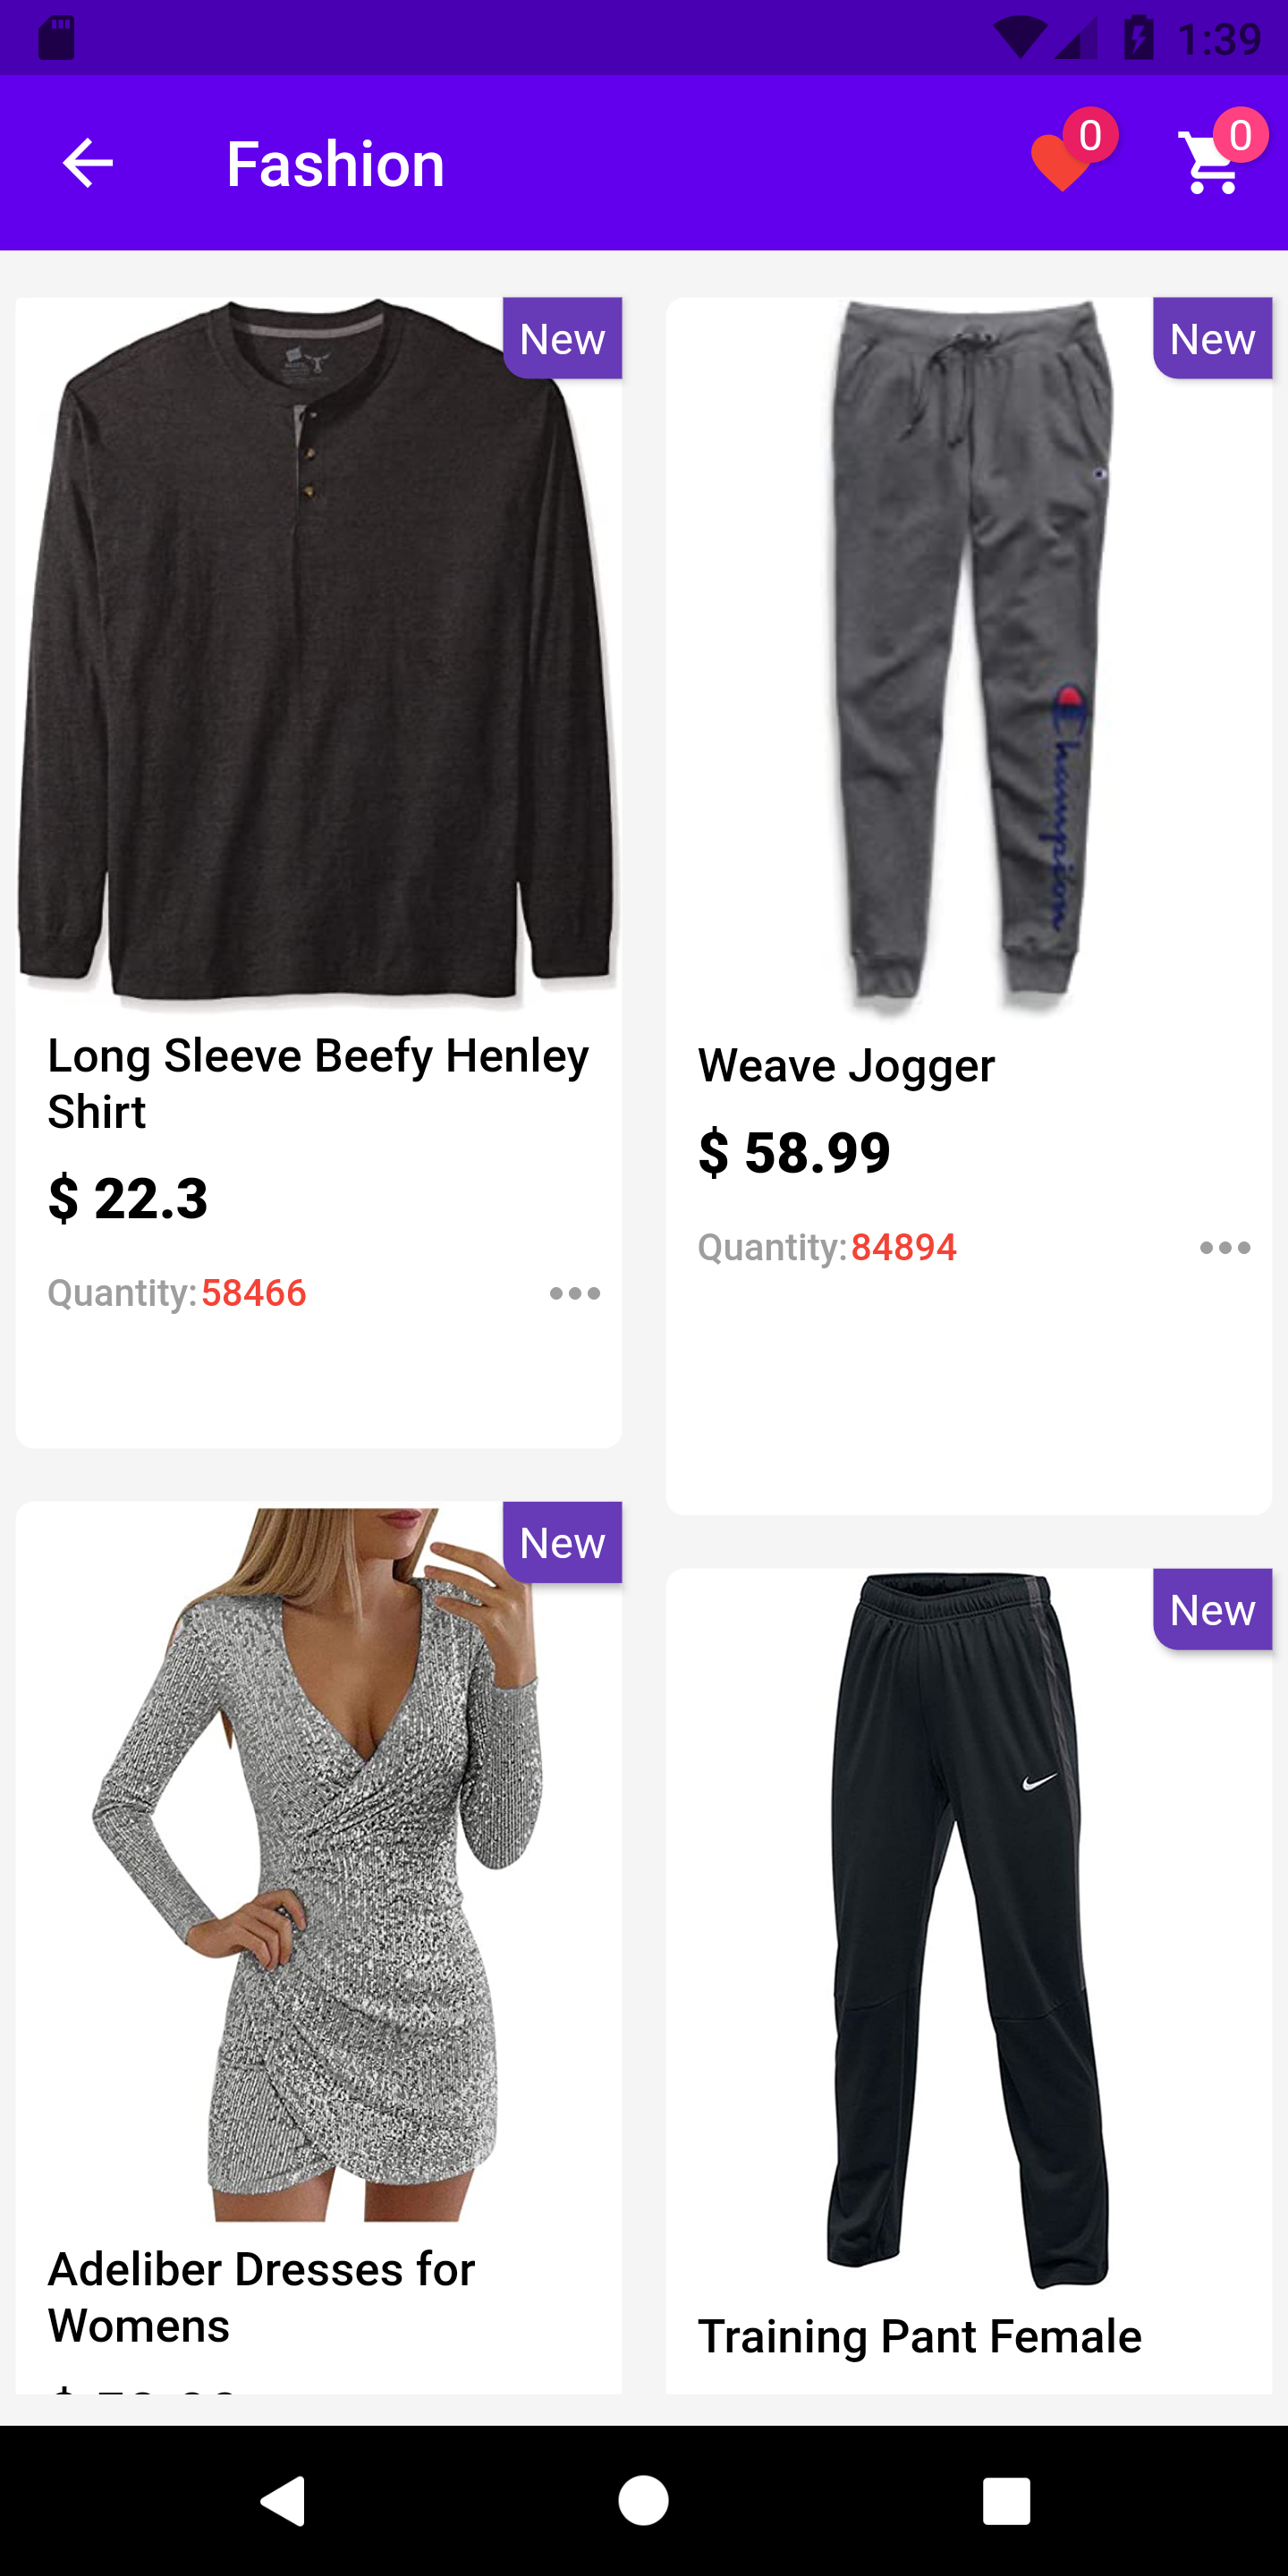 1:39
Fashion
0
0
New
Long Sleeve Beefy Henley
Shirt
$ 22.3
Quantity: 58466
New
Champion
Weave Jogger
$ 58.99
Quantity: 84894
New
Adeliber Dresses for
Womens
New
Training Pant Female